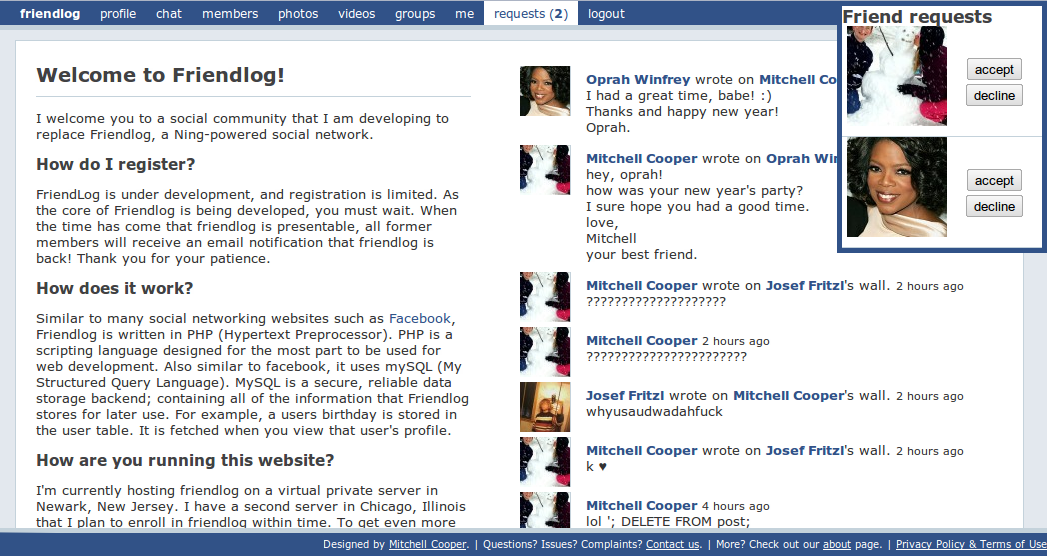 friendlog profile chat members photos videos groups me requests (2) logout
Welcome to Friendlog!
I welcome you to a social community that I am developing to
replace Friendlog, a Ning-powered social network.
How do I register?
FriendLog is under development, and registration is limited. As
the core of Friendlog is being developed, you must wait. When
the time has come that friendlog is presentable, all former
members will receive an email notification that friendlog is
back! Thank you for your patience.
How does it work?
Similar to many social networking websites such as Facebook,
Friendlog is written in PHP (Hypertext Preprocessor). PHP is a
scripting language designed for the most part to be used for
web development. Also similar to facebook, it uses mySQL (My
Structured Query Language). MySQL is a secure, reliable data
storage backend; containing all of the information that Friendlog
stores for later use. For example, a users birthday is stored in
the user table. It is fetched when you view that user's profile.
How are you running this website?
I'm currently hosting friendlog on a virtual private server in
Newark, New Jersey. I have a second server in Chicago, Illinois
that I plan to enroll in friendlog within time. To get even more
Oprah Winfrey wrote on Mitchell Co
I had a great time, babe! :)
Thanks and happy new year!
Oprah.
Mitchell Cooper wrote on Oprah Win
hey, oprah!
how was your new year's party?
I sure hope you had a good time.
love,
Mitchell
your best friend.
Mitchell Cooper wrote on Josef Fritzl's wall. 2 hours ago
????????????????????
Mitchell Cooper 2 hours ago
???????????????????????
Josef Fritzl wrote on Mitchell Cooper's wall. 2 hours ago
whyusaudwadahfuck
Mitchell Cooper wrote on Josef Fritzl's wall. 2 hours ago
k ♥
Mitchell Cooper 4 hours ago
lol '; DELETE FROM post;
Friend requests
accept
decline
accept
decline
Designed by Mitchell Cooper. | Questions? Issues? Complaints? Contact us. | More? Check out our about page. | Privacy Policy & Terms of Use